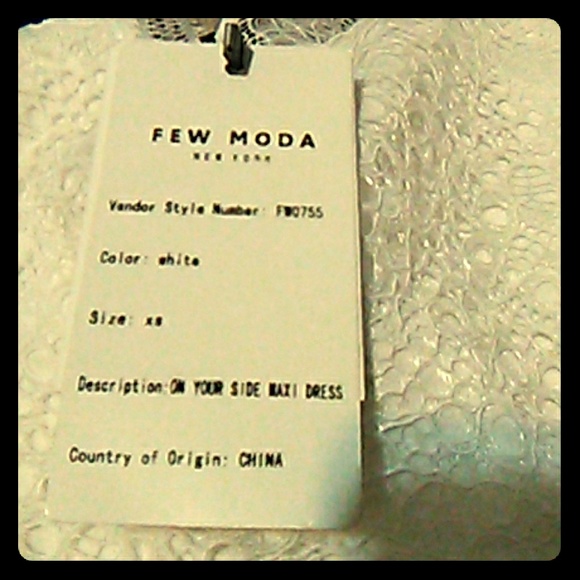 FEW MODA
NEW YORK
Vendor Style Number: FW0755
Color: white
Size: xs
Description:ON YOUR SIDE MAXI DRESS
Country of Origin: CHINA